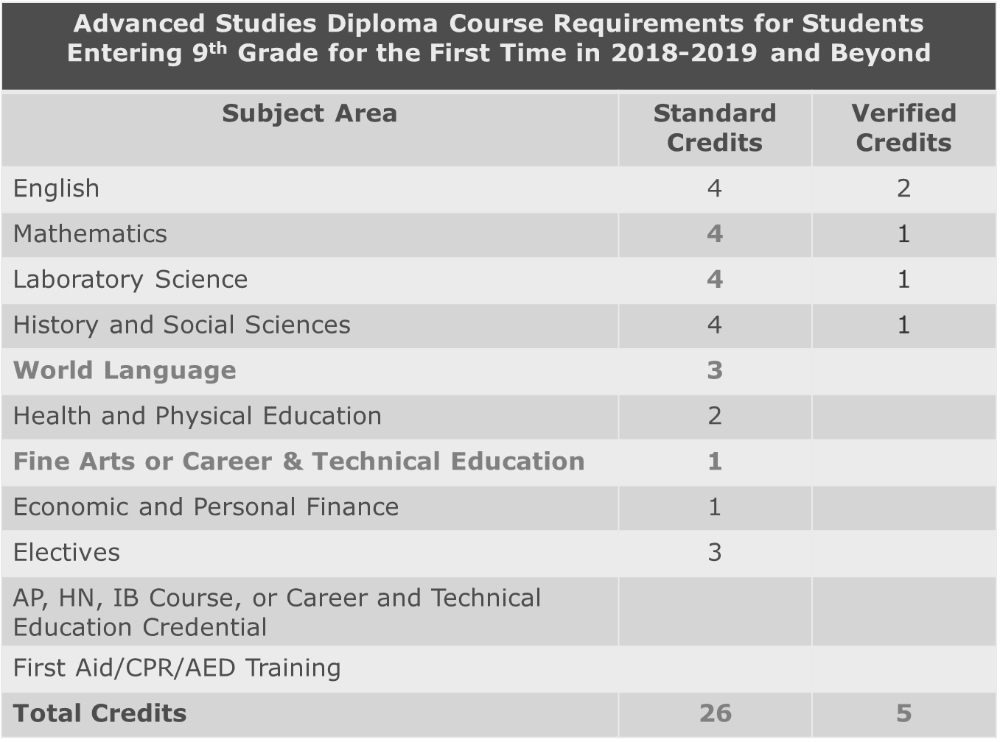 Advanced Studies Diploma Course Requirements for Students
Entering 9th Grade for the First Time in 2018-2019 and Beyond
Subject Area Standard Credits Verified Credits
English 4 2
Mathematics 4 1
Laboratory Science 4 1
History and Social Sciences 4 1
World Language 3
Health and Physical Education 2
Fine Arts or Career & Technical Education 1
Economic and Personal Finance 1
Electives 3
AP, HN, IB Course, or Career and Technical
Education Credential
First Aid/CPR/AED Training
Total Credits 26 5